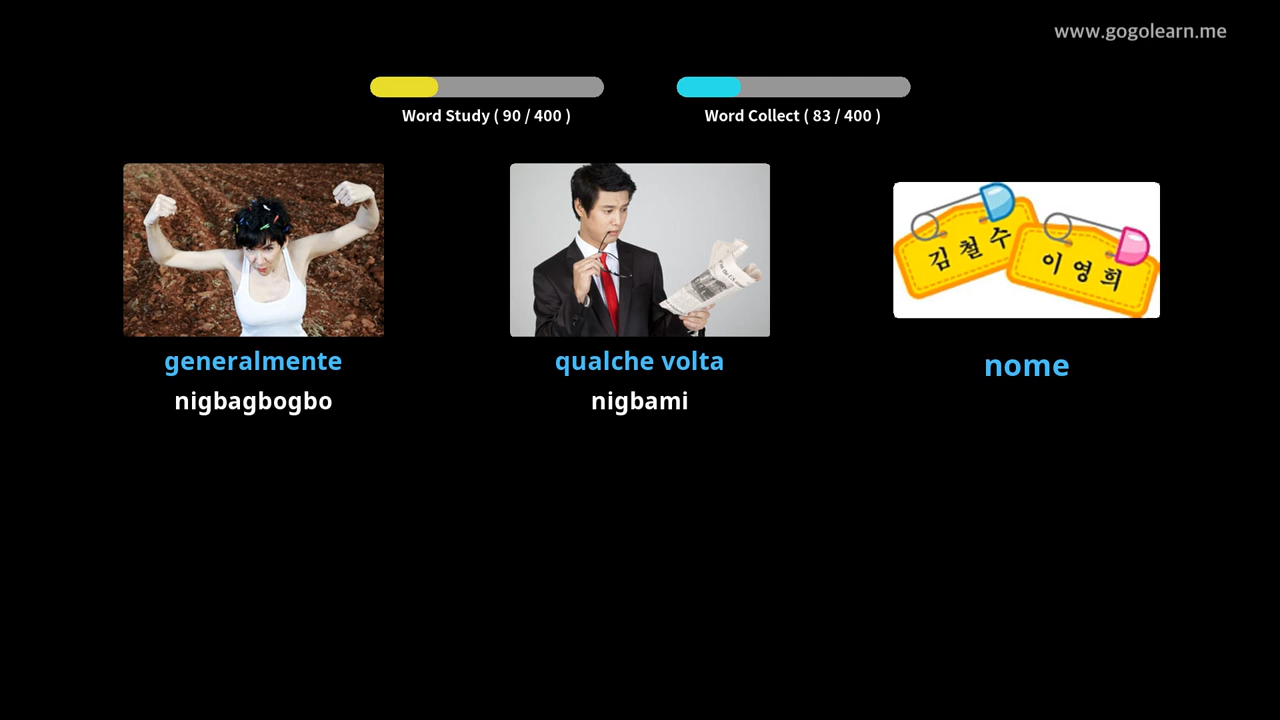 www.gogolearn.me
Word Study ( 90 / 400 )
Word Collect ( 83 / 400 )
김철수
이영희
generalmente
qualche volta
nome
nigbagbogbo
nigbami